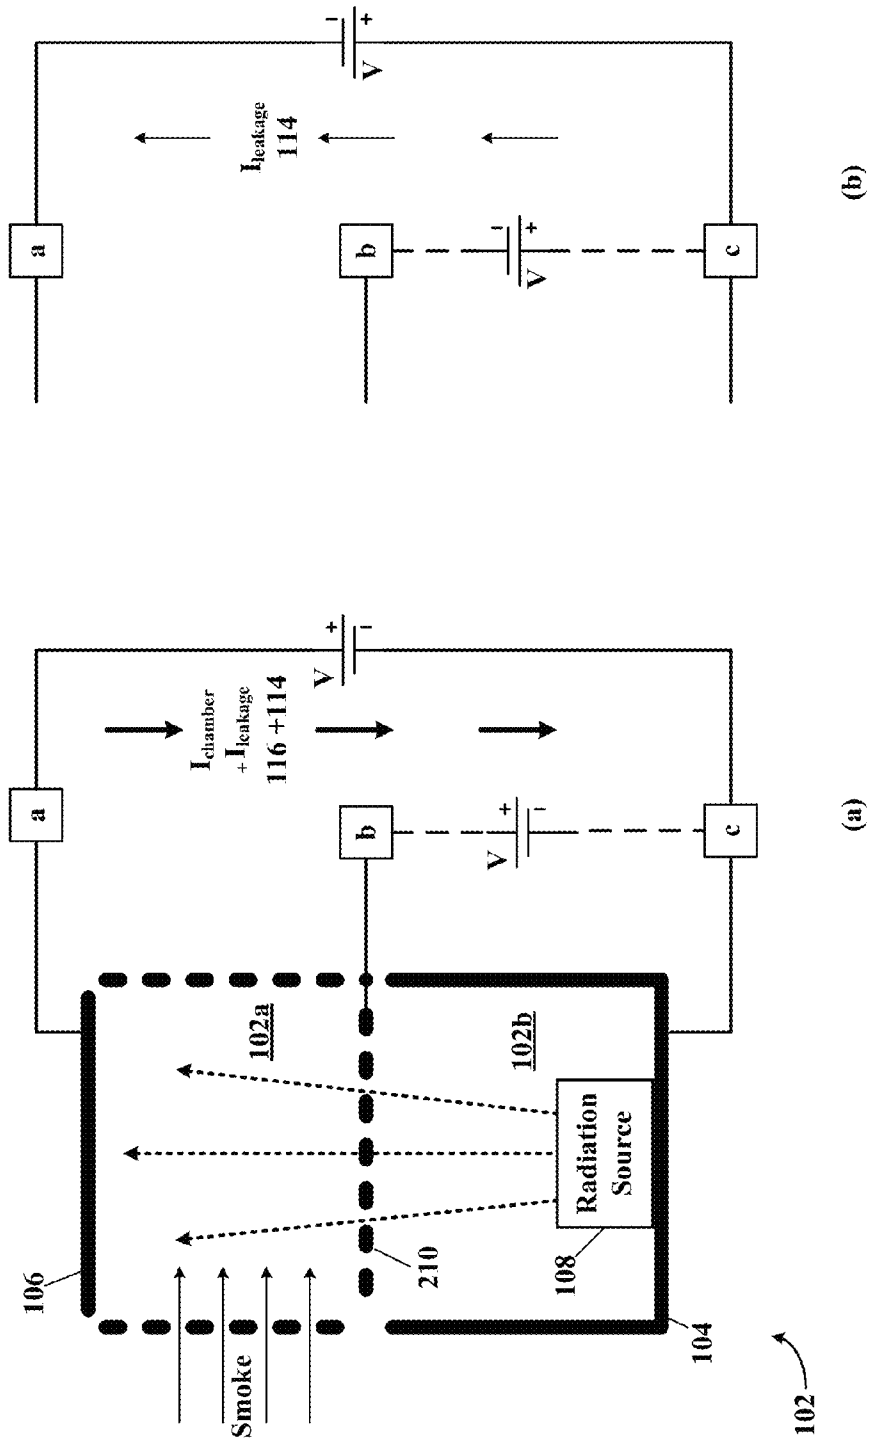 106
Smoke
102a
210
102b
Radiation
Source
108
104
102
a
b
c
V
+
−
V
+
−
Ichamber
+ Ileakage
116 +114
(a)
a
b
c
V
−
+
V
−
+
Ileakage
114
(b)